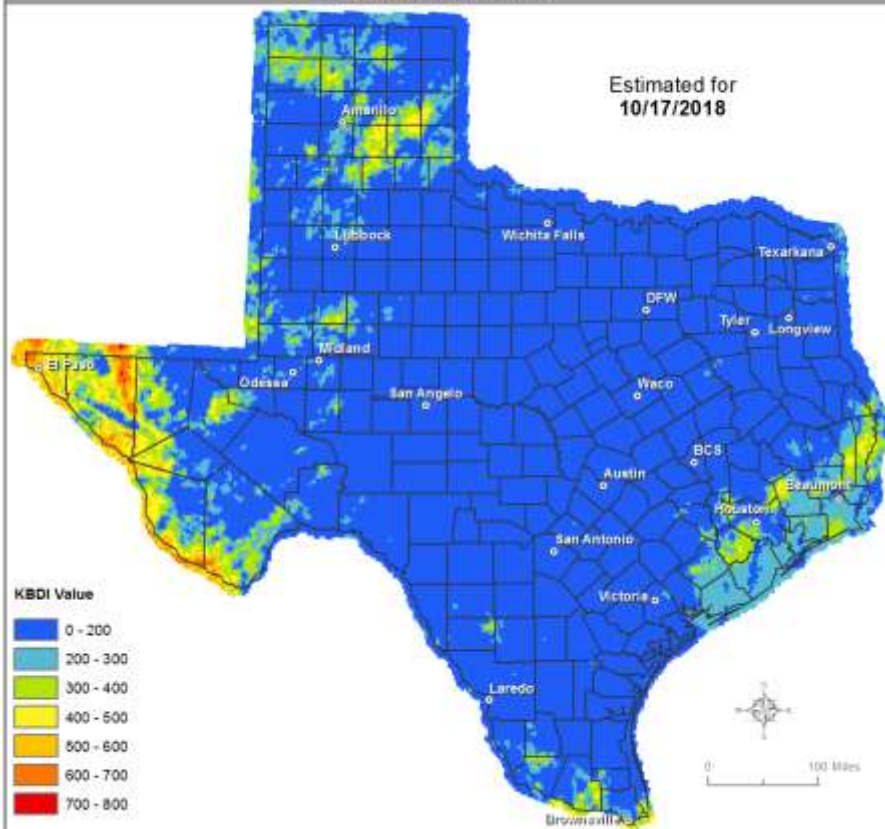 Estimated for
10/17/2018
Amarillo
Lubbock
Wichita Falls
Texarkana
DFW
Tyler
Longview
El Paso
Midland
Odessa
San Angelo
Waco
BCS
Austin
Beaumont
Houston
San Antonio
Victoria
Laredo
Brownsville
KBDI Value
0 - 200
200 - 300
300 - 400
400 - 500
500 - 600
600 - 700
700 - 800
0 100 Miles